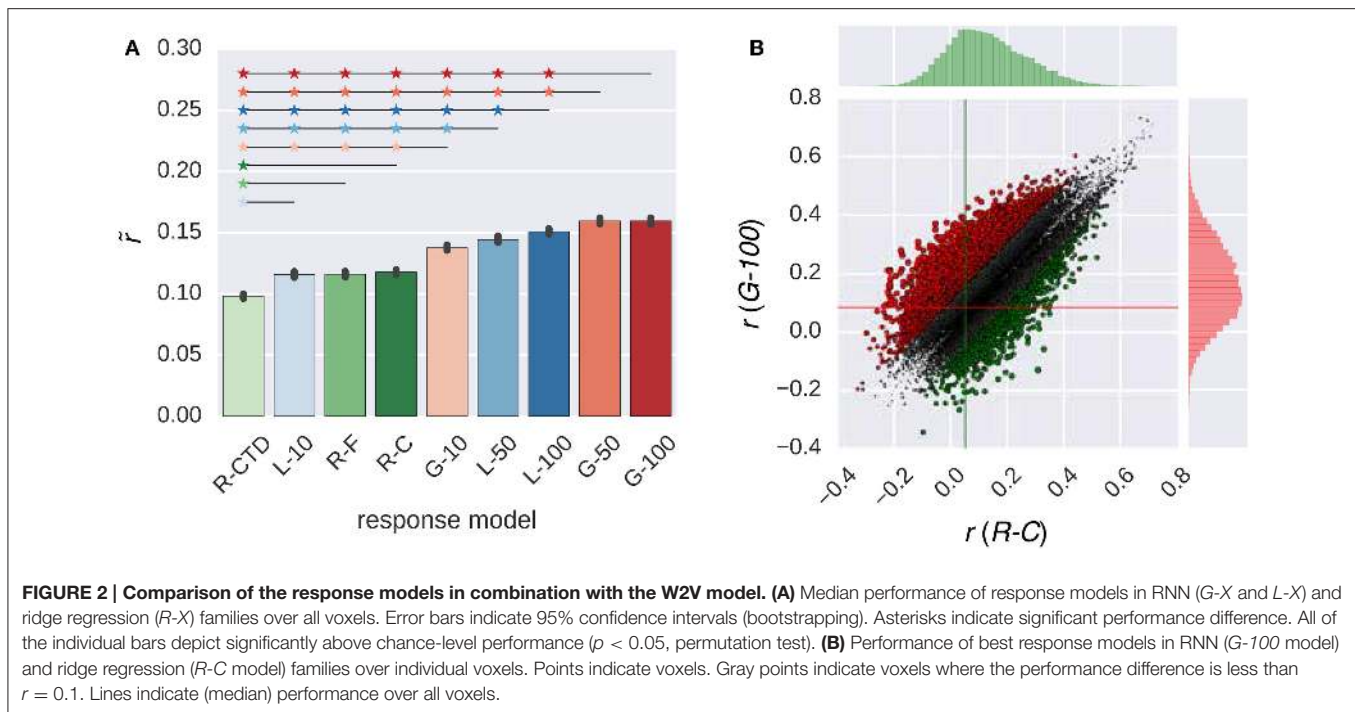 A
0.30
0.25
0.20
0.15
0.10
0.05
0.00
r̃
R-CTD
L-10
R-F
R-C
G-10
L-50
L-100
G-50
G-100
response model
B
0.8
0.6
0.4
0.2
0.0
−0.2
−0.4
r (G-100)
−0.4
−0.2
0.0
0.2
0.4
0.6
0.8
r (R-C)
FIGURE 2 | Comparison of the response models in combination with the W2V model. (A) Median performance of response models in RNN (G-X and L-X) and
ridge regression (R-X) families over all voxels. Error bars indicate 95% confidence intervals (bootstrapping). Asterisks indicate significant performance difference. All of
the individual bars depict significantly above chance-level performance (p < 0.05, permutation test). (B) Performance of best response models in RNN (G-100 model)
and ridge regression (R-C model) families over individual voxels. Points indicate voxels. Gray points indicate voxels where the performance difference is less than
r = 0.1. Lines indicate (median) performance over all voxels.